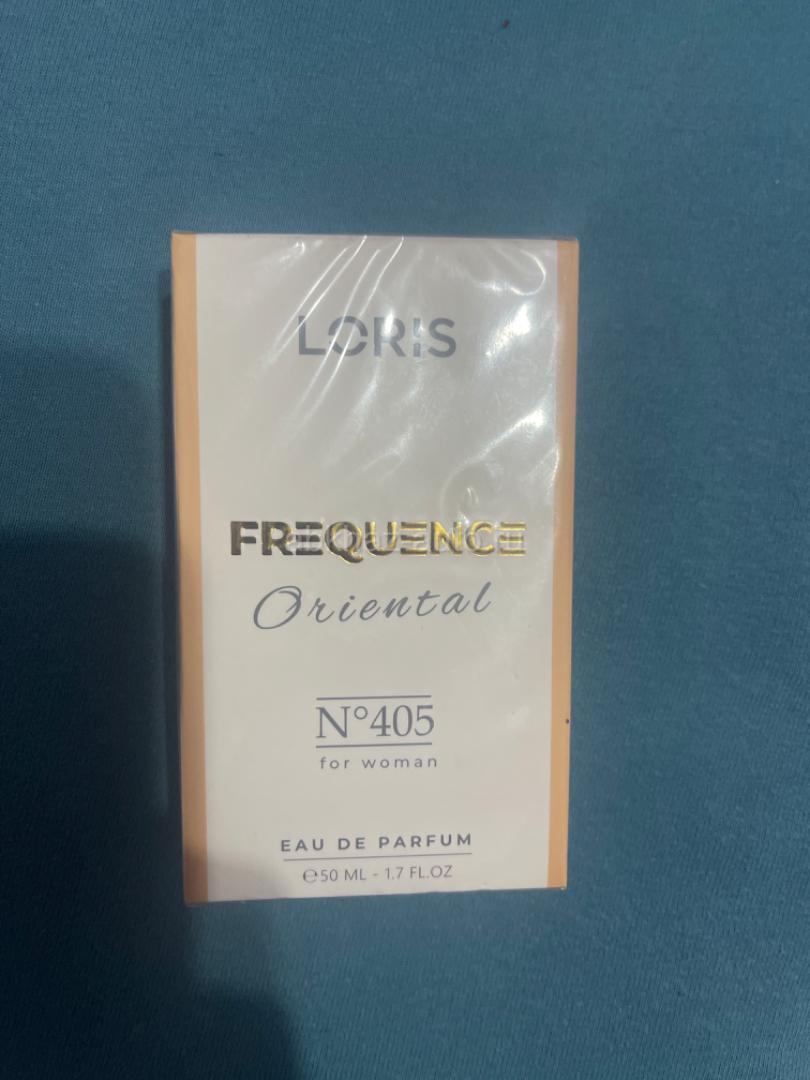 LORIS
FREQUENCE
Oriental
N°405
for woman
EAU DE PARFUM
℮50 ML - 1.7 FL.OZ